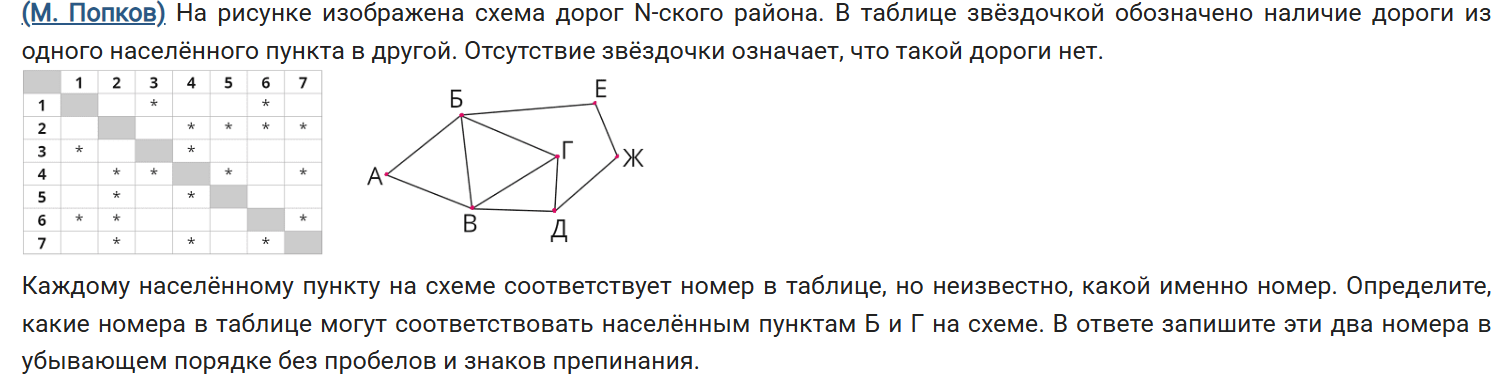 (М. Попков) На рисунке изображена схема дорог N-ского района. В таблице звёздочкой обозначено наличие дороги из
одного населённого пункта в другой. Отсутствие звёздочки означает, что такой дороги нет.
1 2 3 4 5 6 7
1 * *
2 * * * *
3 * *
4 * * * *
5 * *
6 * * *
7 * * *
Е
Б
Г
Ж
А
В
Д
Каждому населённому пункту на схеме соответствует номер в таблице, но неизвестно, какой именно номер. Определите,
какие номера в таблице могут соответствовать населённым пунктам Б и Г на схеме. В ответе запишите эти два номера в
убывающем порядке без пробелов и знаков препинания.